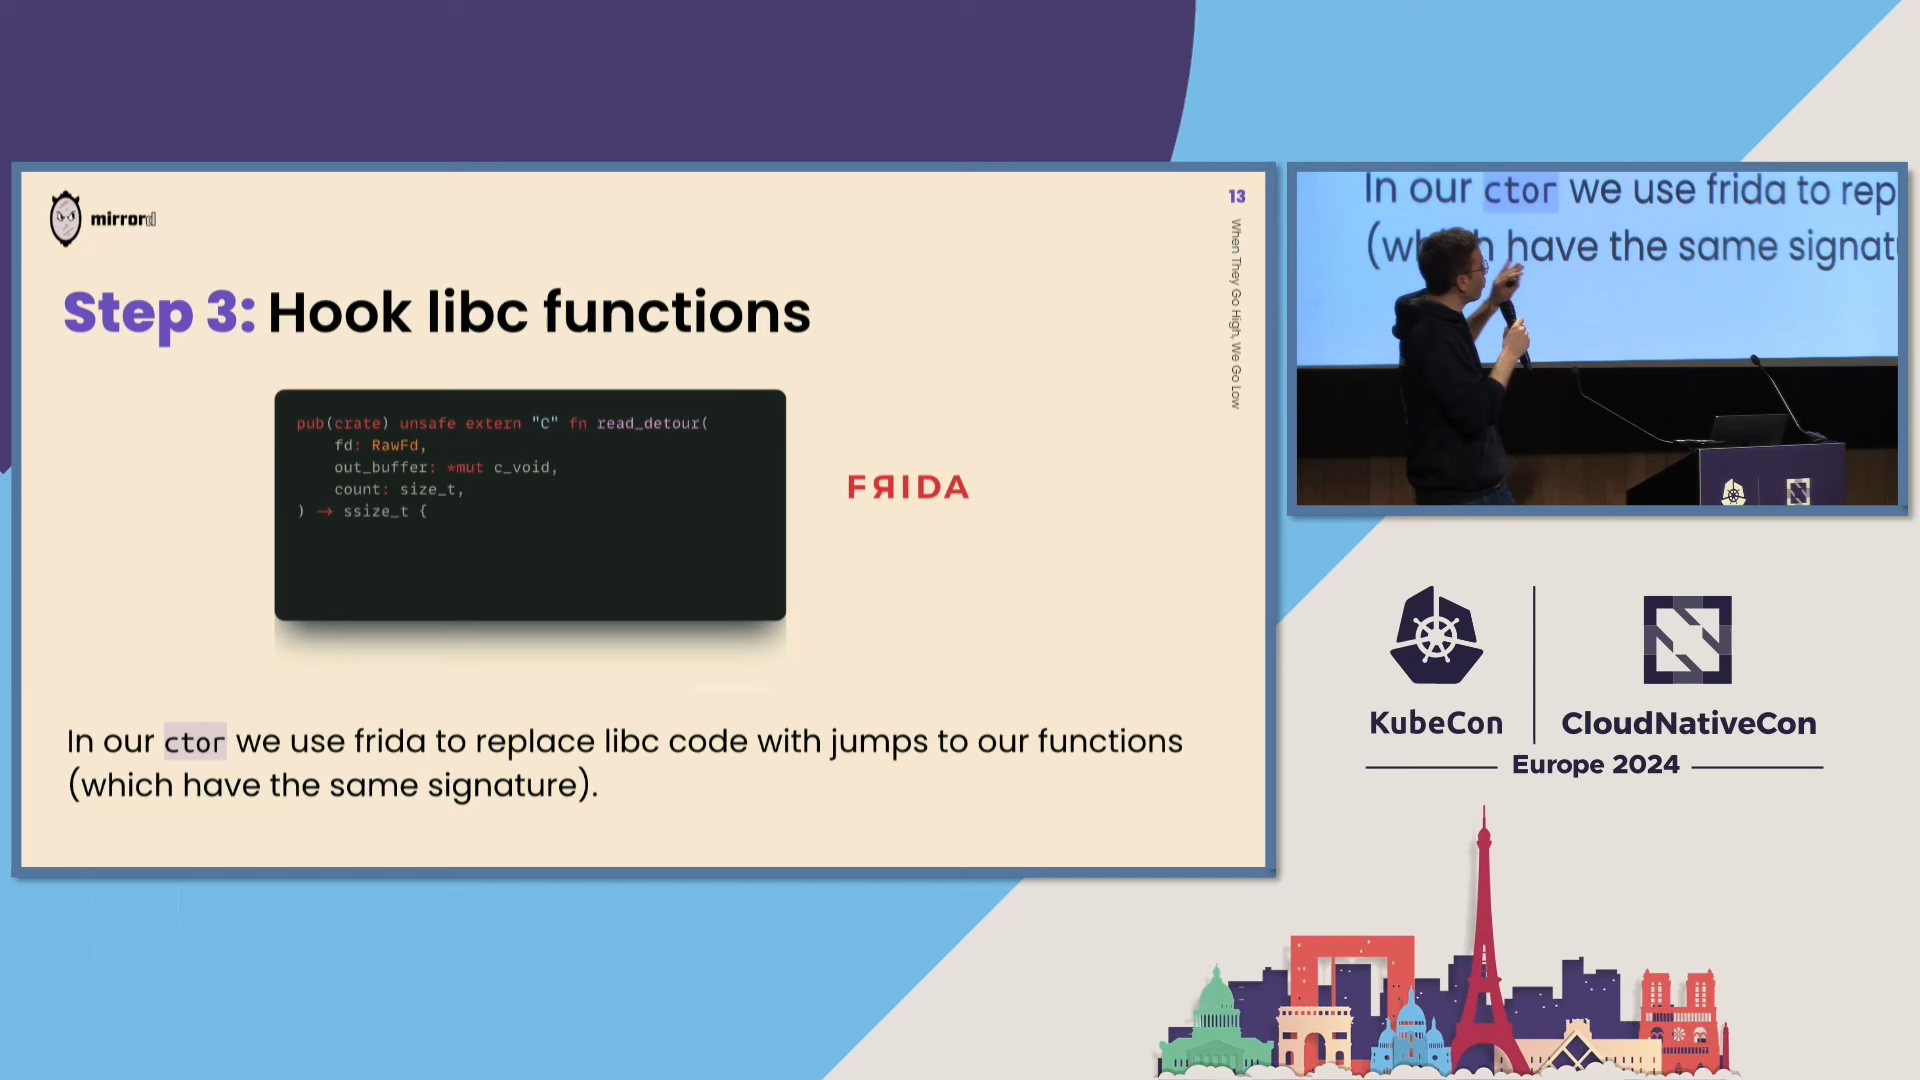 mirrord
13
When They Go High, We Go Low
Step 3: Hook libc functions
pub(crate) unsafe extern "C" fn read_detour(
fd: RawFd,
out_buffer: *mut c_void,
count: size_t,
) → ssize_t {
FЯIDA
In our ctor we use frida to replace libc code with jumps to our functions
(which have the same signature).
In our ctor we use frida to rep
(which have the same signat
KubeCon
CloudNativeCon
Europe 2024